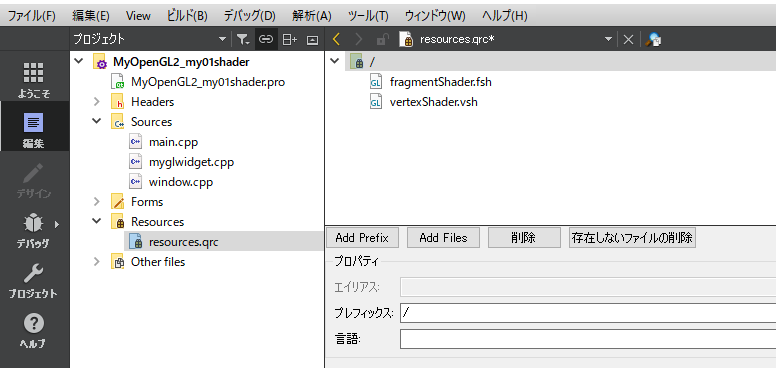 ファイル(F) 編集(E) View ビルド(B) デバッグ(D) 解析(A) ツール(T) ウィンドウ(W) ヘルプ(H)
プロジェクト
resources.qrc*
ようこそ
編集
デザイン
デバッグ
プロジェクト
ヘルプ
MyOpenGL2_my01shader
MyOpenGL2_my01shader.pro
Headers
Sources
main.cpp
myglwidget.cpp
window.cpp
Forms
Resources
resources.qrc
Other files
/
fragmentShader.fsh
vertexShader.vsh
Add Prefix Add Files 削除 存在しないファイルの削除
プロパティ
エイリアス:
プレフィックス: /
言語: